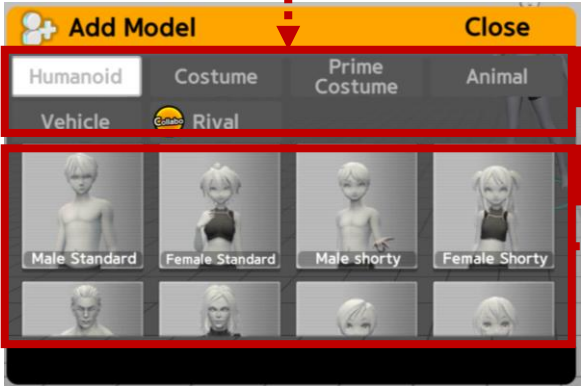 Add Model
Close
Humanoid
Costume
Prime
Costume
Animal
Vehicle
Collabo
Rival
Male Standard
Female Standard
Male shorty
Female Shorty